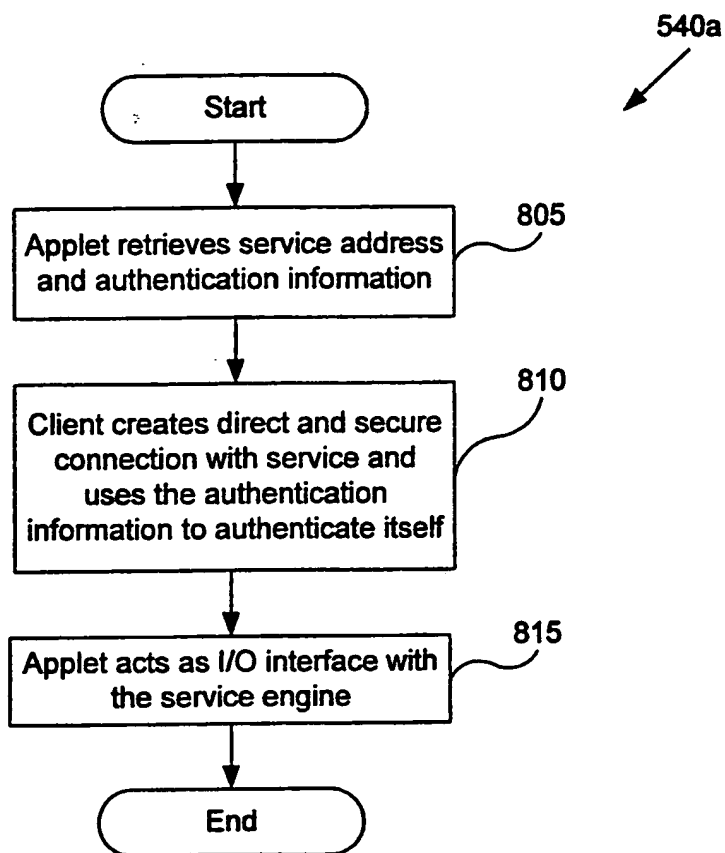 540a
Start
Applet retrieves service address
and authentication information
805
Client creates direct and secure
connection with service and
uses the authentication
information to authenticate itself
810
Applet acts as I/O interface with
the service engine
815
End